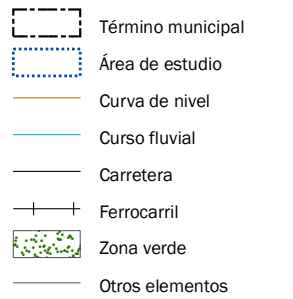 Término municipal
Área de estudio
Curva de nivel
Curso fluvial
Carretera
Ferrocarril
Zona verde
Otros elementos